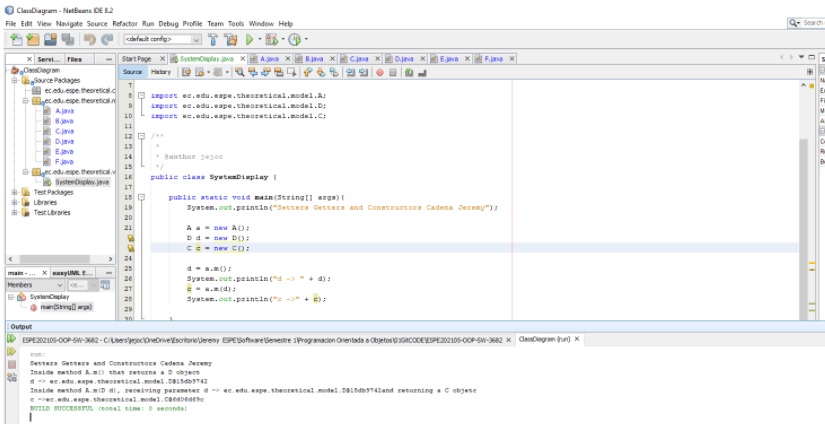 ClassDiagram - NetBeans IDE 8.2
File Edit View Navigate Source Refactor Run Debug Profile Team Tools Window Help
Search
<default config>
Servi... Files
Start Page SystemDisplay.java A.java B.java C.java D.java E.java F.java
ClassDiagram
Source Packages
ec.edu.espe.theoretical.c
ec.edu.espe.theoretical.m
A.java
B.java
C.java
D.java
E.java
F.java
ec.edu.espe.theoretical.v
SystemDisplay.java
Test Packages
Libraries
Test Libraries
Source History
7
8 import ec.edu.espe.theoretical.model.A;
9 import ec.edu.espe.theoretical.model.D;
10 import ec.edu.espe.theoretical.model.C;
11
12 /**
13 *
14 * @author jejoc
15 */
16 public class SystemDisplay {
17
18 public static void main(String[] args){
19 System.out.println("Setters Getters and Constructors Cadena Jeremy");
20
21 A a = new A();
D d = new D();
C c = new C();
24
25 d = a.m();
26 System.out.println("d -> " + d);
27 c = a.m(d);
28 System.out.println("c ->" + c);
29
30 }
main - ... easyUML E...
Members
SystemDisplay
main(String[] args)
Output
ESPE202105-OOP-SW-3682 - C:\Users\jejoc\OneDrive\Escritorio\Jeremy ESPE\Software\Semestre 1\Programacion Orientada a Objetos\01GitCODE\ESPE202105-OOP-SW-3682 ClassDiagram (run)
run:
Setters Getters and Constructors Cadena Jeremy
Inside method A.m() that returns a D object
d -> ec.edu.espe.theoretical.model.D@15db9742
Inside method A.m(D d), receiving parameter d -> ec.edu.espe.theoretical.model.D@15db9742and returning a C objetc
c ->ec.edu.espe.theoretical.model.C@6d06d69c
BUILD SUCCESSFUL (total time: 0 seconds)